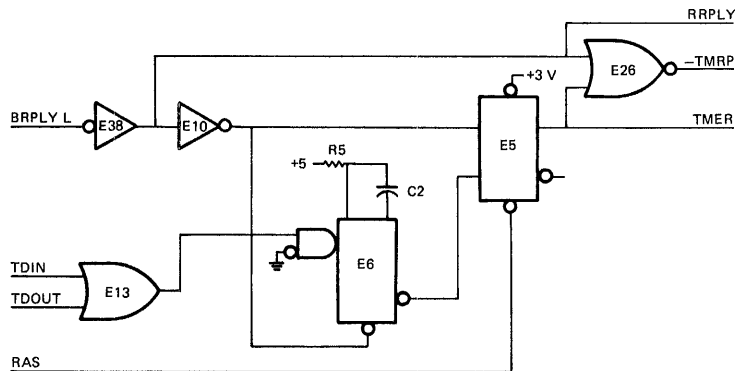 RRPLY
E26
–TMRP
+3 V
BRPLY L
E38
E10
E5
TMER
R5
+5
C2
TDIN
E13
TDOUT
E6
RAS